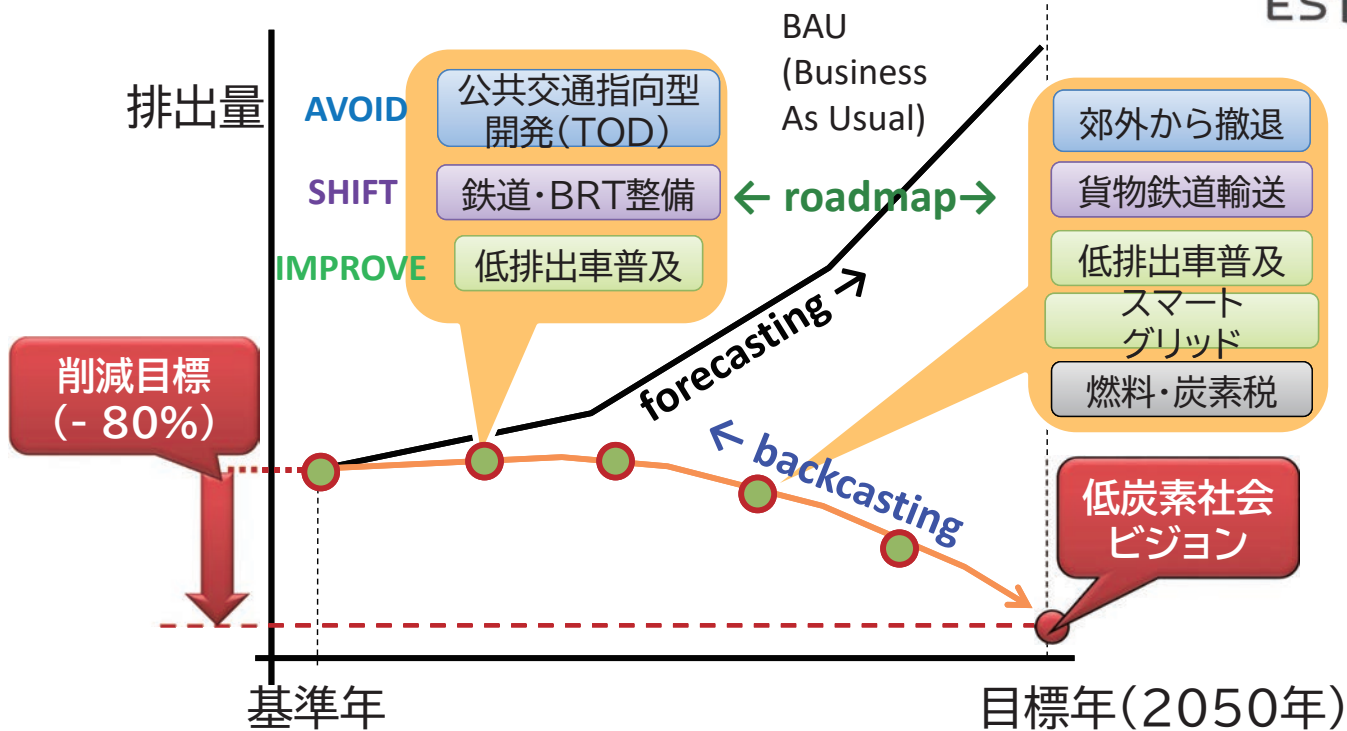 EST
BAU
(Business
As Usual)
排出量
AVOID
公共交通指向型
開発(TOD)
SHIFT
鉄道・BRT整備
IMPROVE
低排出車普及
← roadmap→
郊外から撤退
貨物鉄道輸送
低排出車普及
スマート
グリッド
燃料・炭素税
forecasting →
← backcasting
削減目標
(- 80%)
低炭素社会
ビジョン
基準年
目標年(2050年)